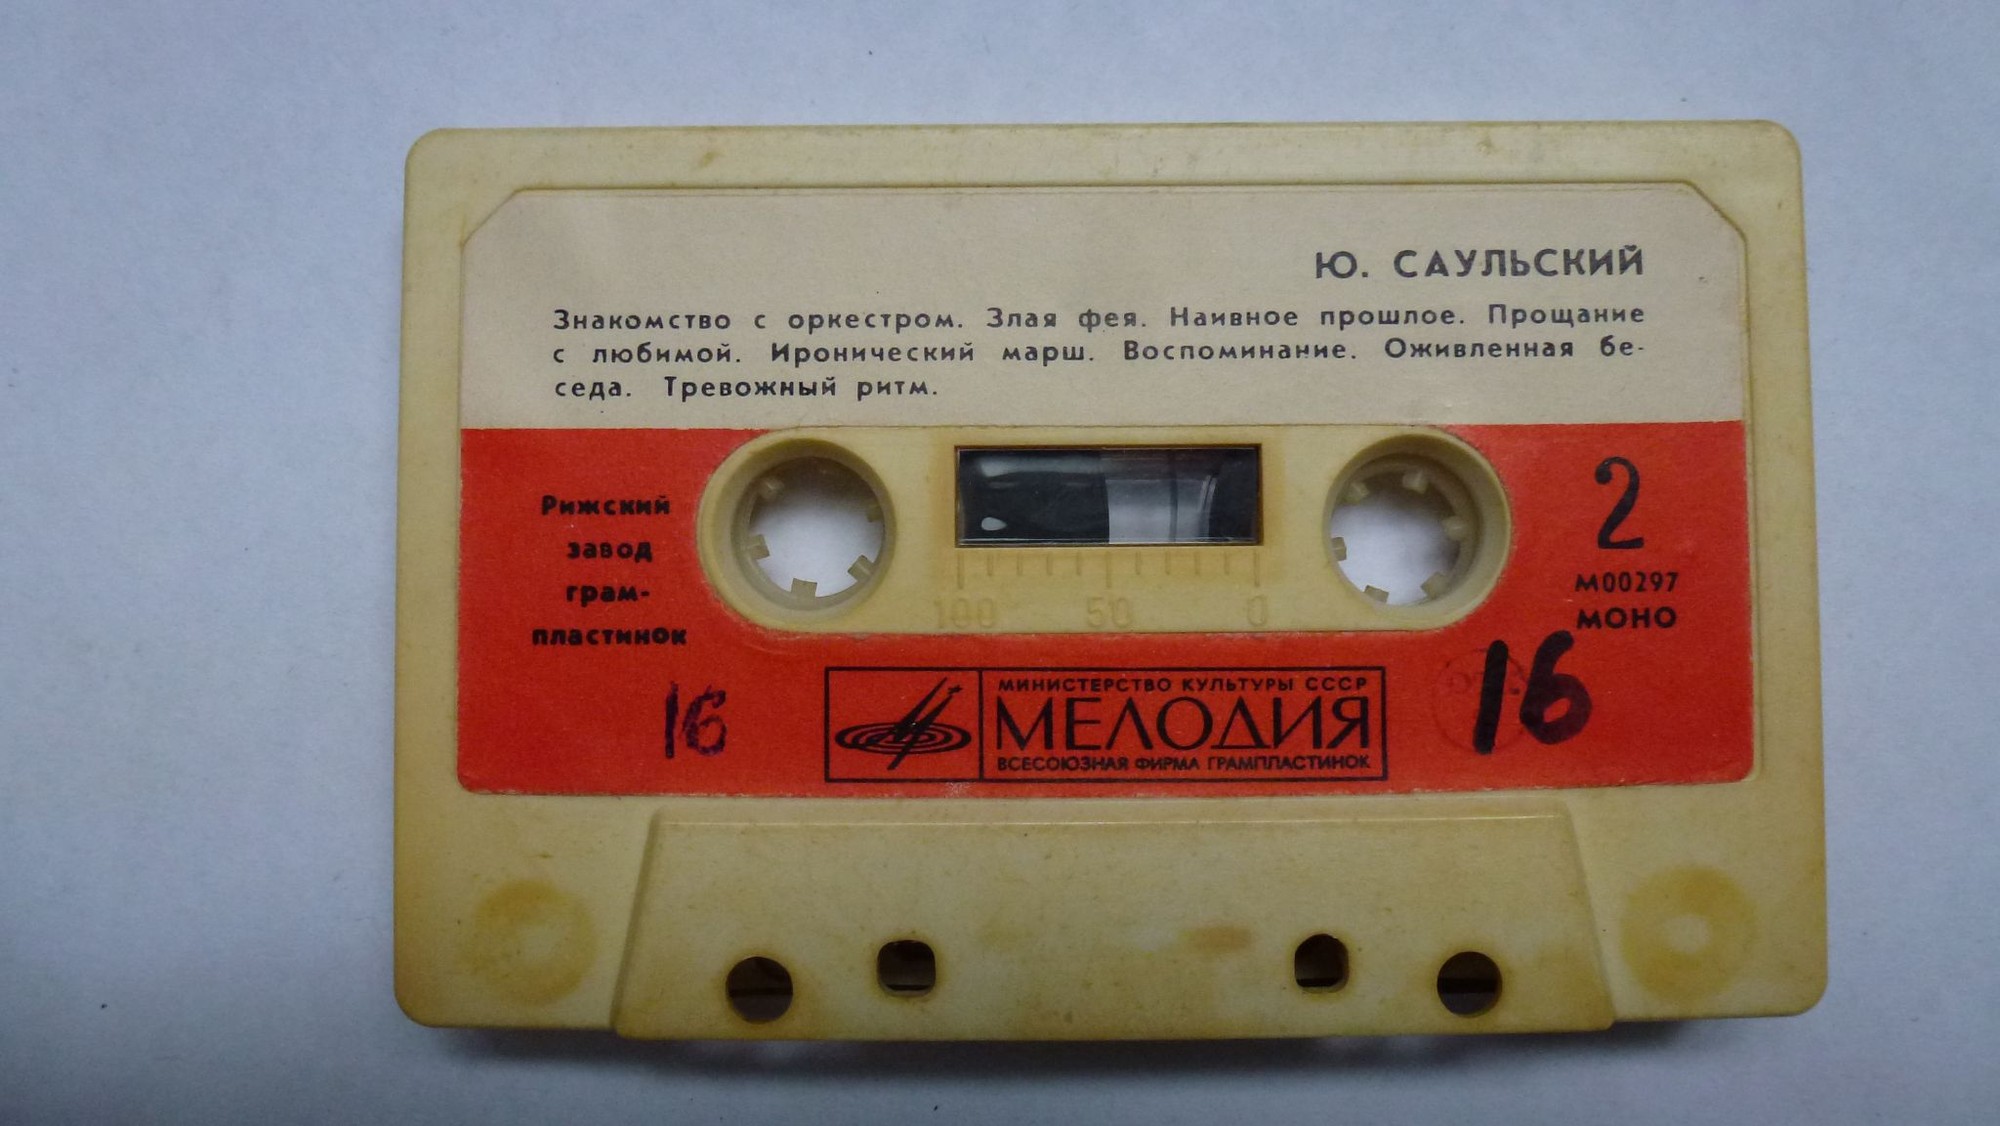 Ю. САУЛЬСКИЙ
Знакомство с оркестром. Злая фея. Наивное прошлое. Прощание
с любимой. Иронический марш. Воспоминание. Оживленная бе-
седа. Тревожный ритм.
Рижский
завод
грам-
пластинок
2
М00297
МОНО
100 50 0
16
МИНИСТЕРСТВО КУЛЬТУРЫ СССР
МЕЛОДИЯ
ВСЕСОЮЗНАЯ ФИРМА ГРАМПЛАСТИНОК
16